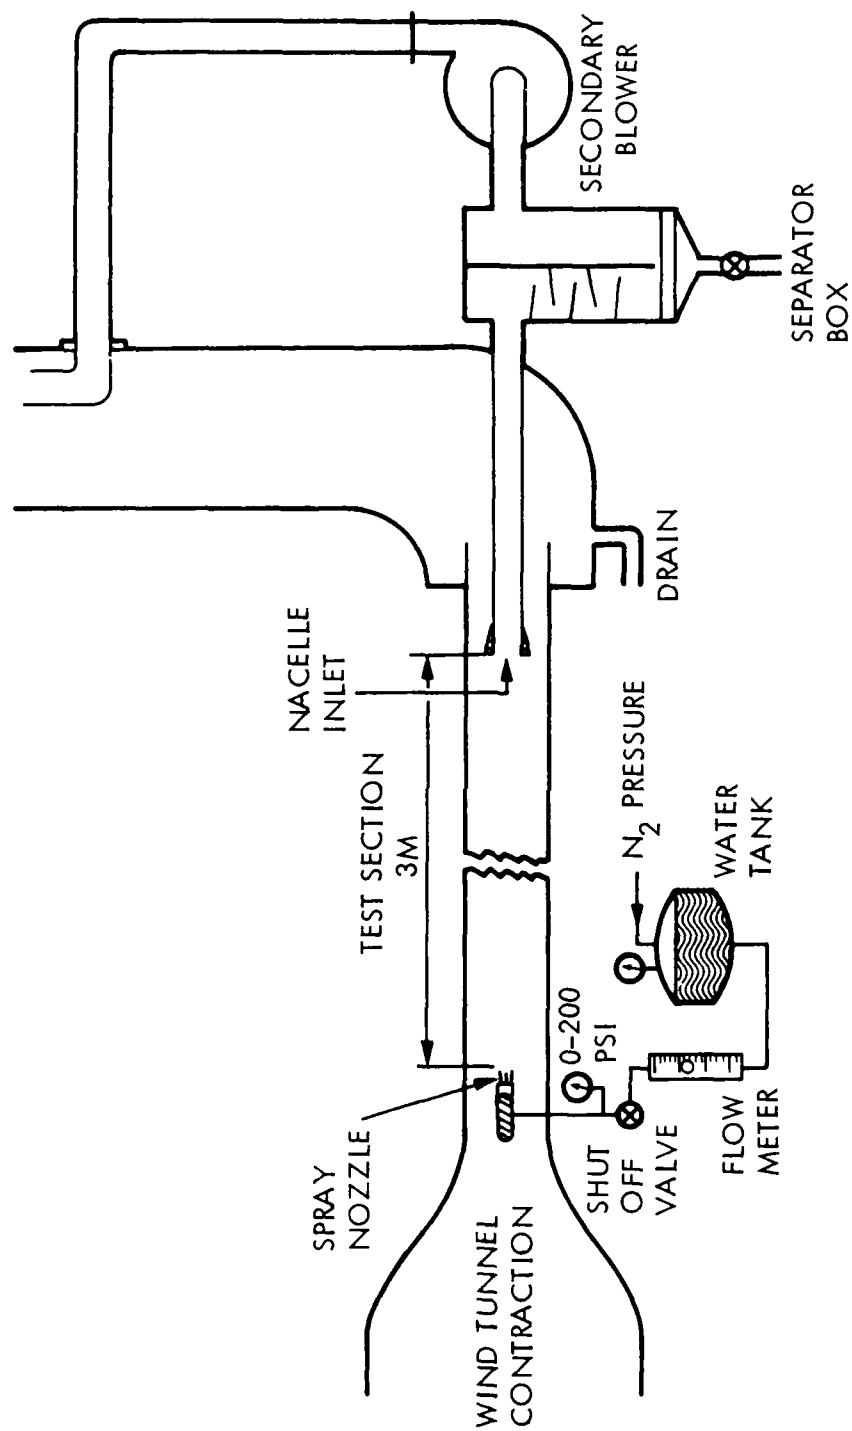 SECONDARY
BLOWER
SEPARATOR
BOX
NACELLE
INLET
DRAIN
TEST SECTION
3M
N2 PRESSURE
WATER
TANK
0-200
PSI
SPRAY
NOZZLE
SHUT
OFF
VALVE
FLOW
METER
WIND TUNNEL
CONTRACTION